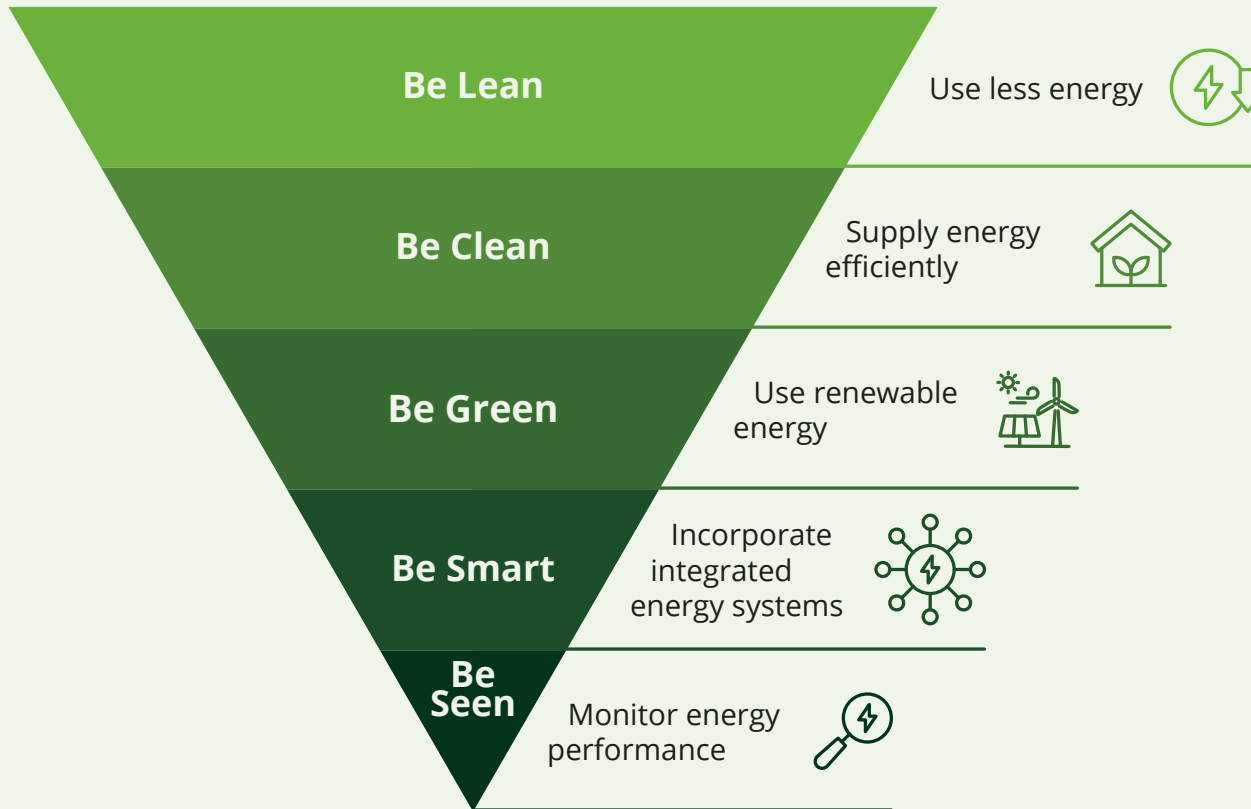 Be Lean
Use less energy
Be Clean
Supply energy
efficiently
Be Green
Use renewable
energy
Be Smart
Incorporate
integrated
energy systems
Be
Seen
Monitor energy
performance